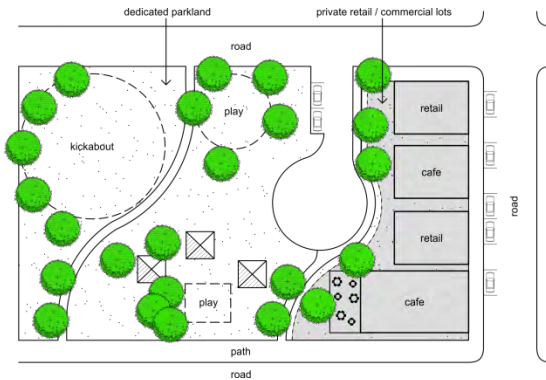 dedicated parkland
private retail / commercial lots
road
play
retail
kickabout
cafe
road
retail
play
cafe
path
road